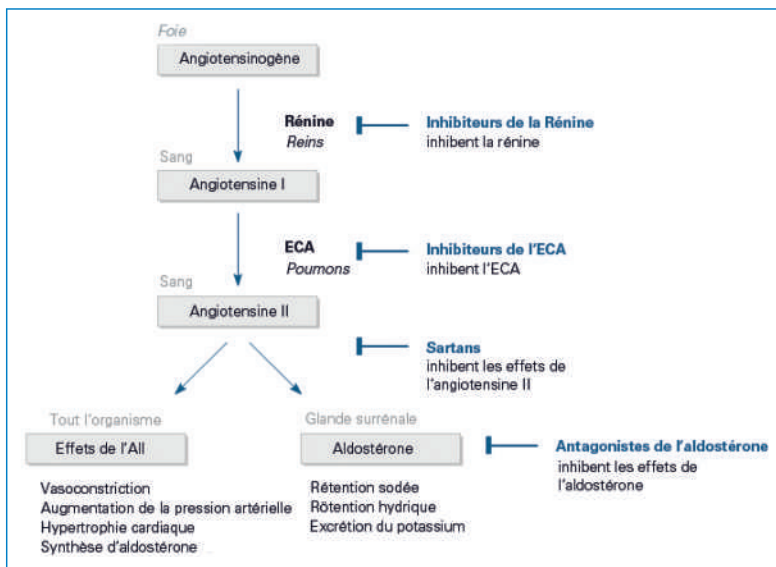 Foie
Angiotensinogène
Rénine
Reins
Inhibiteurs de la Rénine
inhibent la rénine
Sang
Angiotensine I
ECA
Poumons
Inhibiteurs de l'ECA
inhibent l'ECA
Sang
Angiotensine II
Sartans
inhibent les effets de
l'angiotensine II
Tout l'organisme
Effets de l'AII
Vasoconstriction
Augmentation de la pression artérielle
Hypertrophie cardiaque
Synthèse d'aldostérone
Glande surrénale
Aldostérone
Rétention sodée
Rötention hydrique
Excrétion du potassium
Antagonistes de l'aldostérone
inhibent les effets de
l'aldostérone